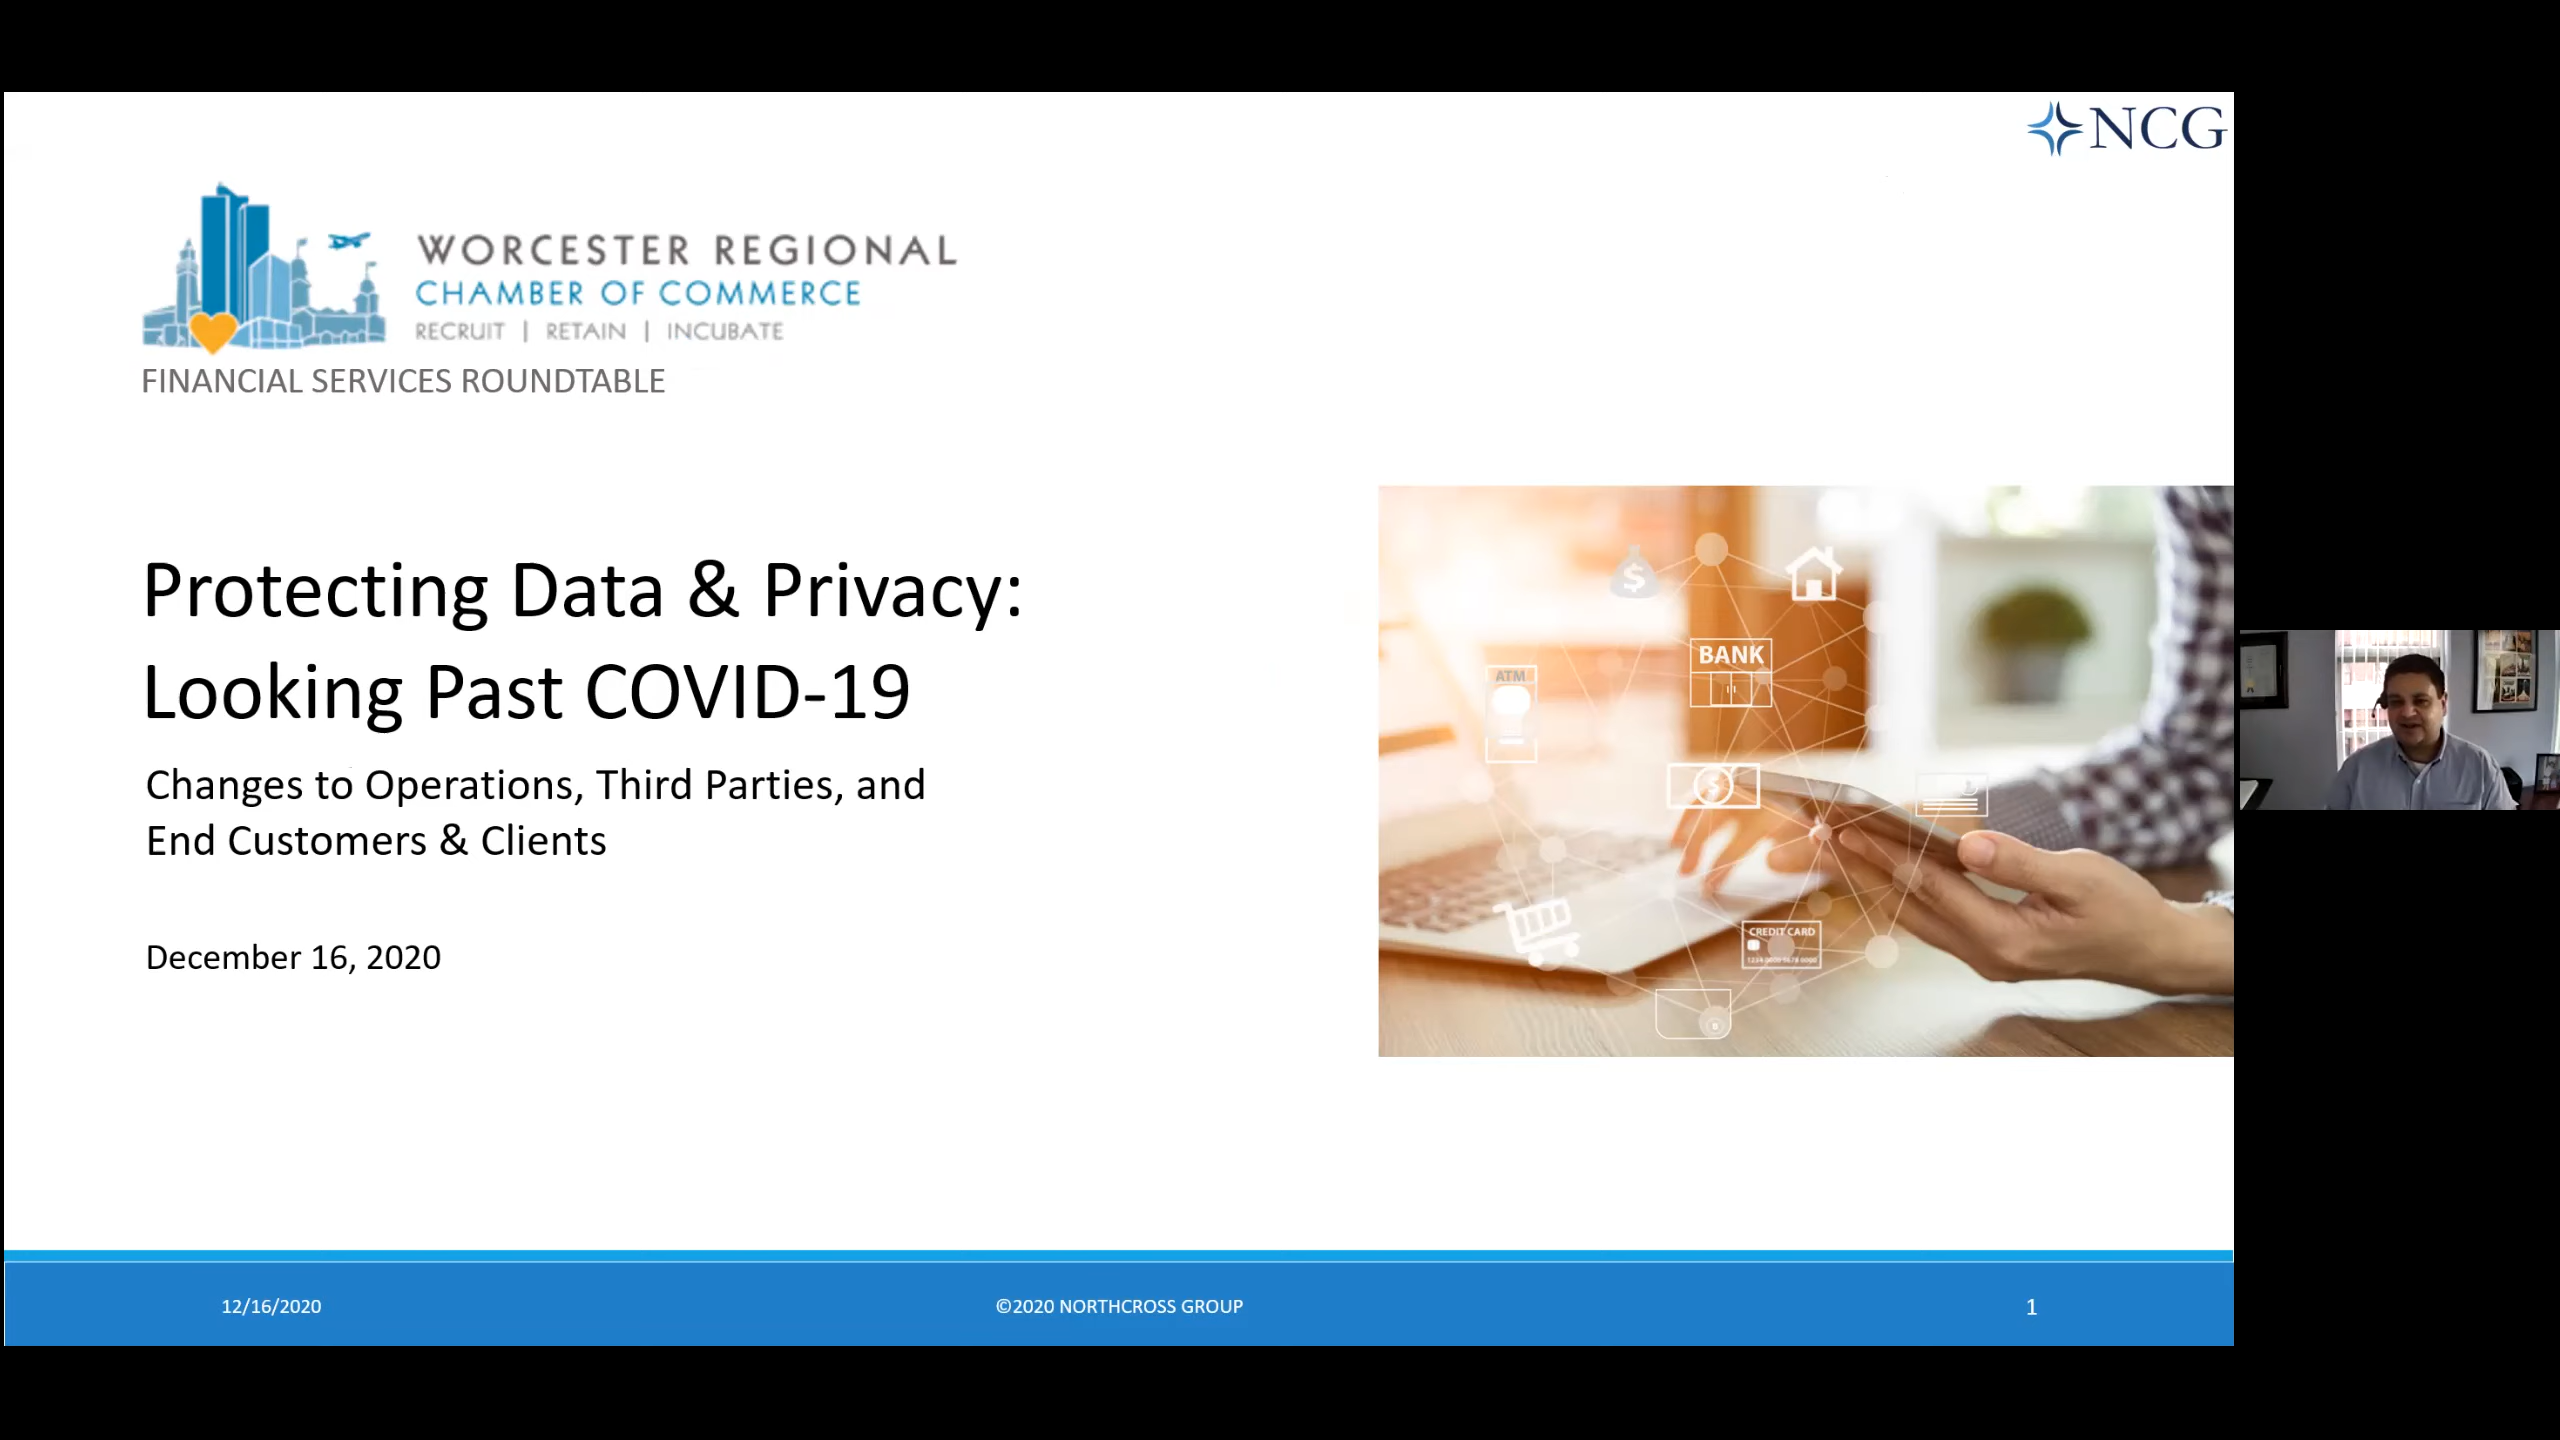 NCG
WORCESTER REGIONAL
CHAMBER OF COMMERCE
RECRUIT | RETAIN | INCUBATE
FINANCIAL SERVICES ROUNDTABLE
Protecting Data & Privacy:
Looking Past COVID-19
Changes to Operations, Third Parties, and
End Customers & Clients
December 16, 2020
$
BANK
ATM
$
CREDIT CARD
12/16/2020
©2020 NORTHCROSS GROUP
1